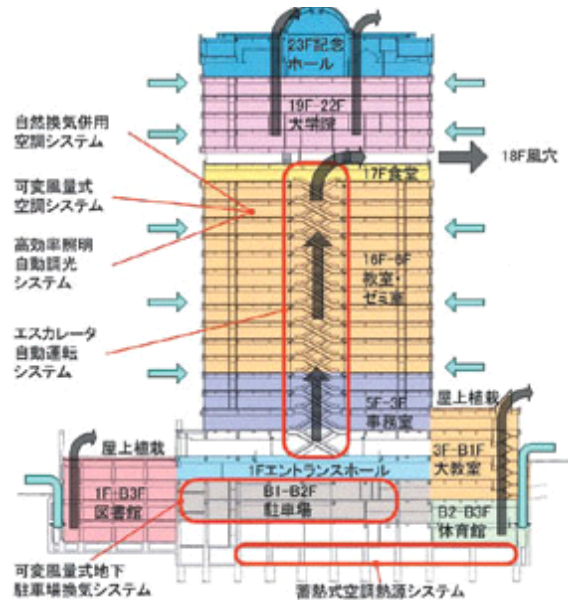 23F記念
ホール
19F-22F
大学院
自然換気併用
空調システム
18F風穴
17F食堂
可変風量式
空調システム
高効率照明
自動調光
システム
16F-6F
教室・
ゼミ室
エスカレータ
自動運転
システム
5F-3F
事務室
屋上植栽
屋上植栽
3F-B1F
大教室
1Fエントランスホール
1F-B3F
図書館
B1-B2F
駐車場
B2-B3F
体育館
可変風量式地下
駐車場換気システム
蓄熱式空調熱源システム